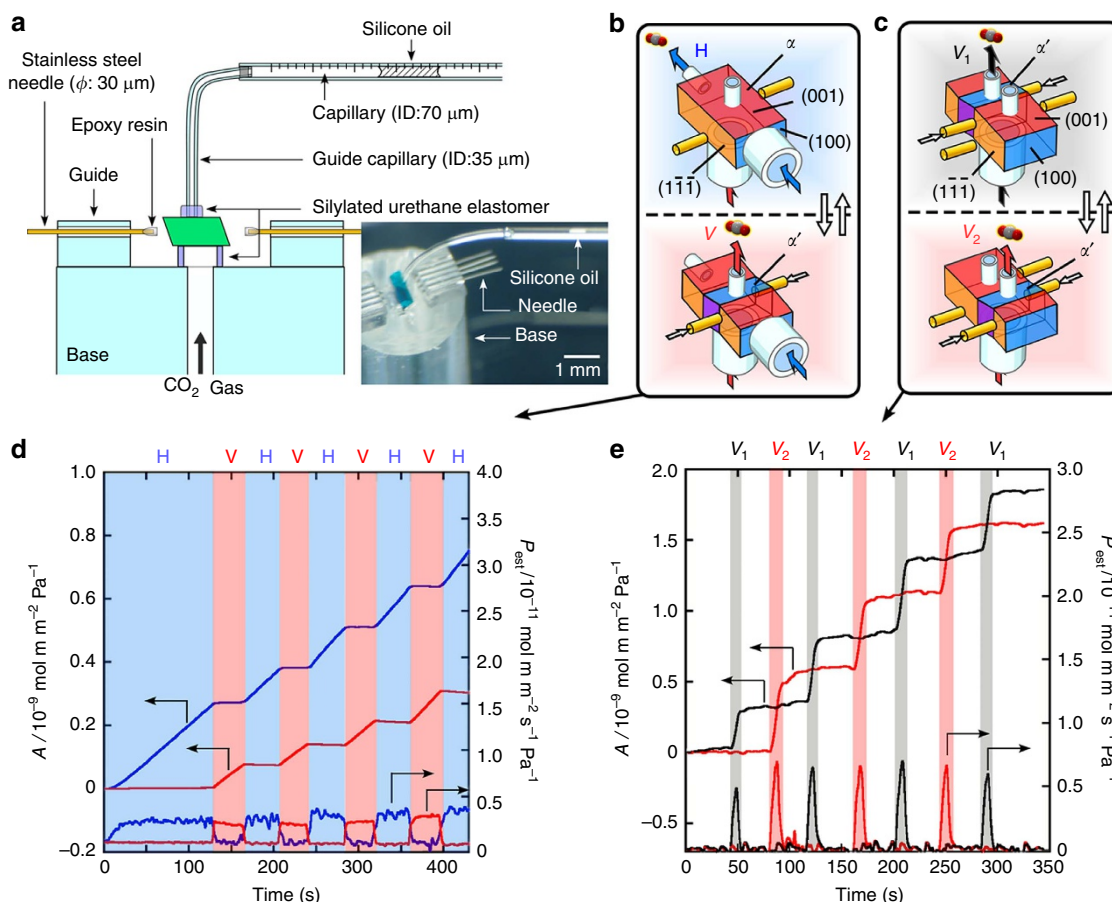 a
Silicone oil
Stainless steel
needle (ϕ: 30 μm)
Epoxy resin
Guide
Capillary (ID:70 μm)
Guide capillary (ID:35 μm)
Silylated urethane elastomer
Base
CO₂ Gas
Silicone oil
Needle
Base
1 mm
b
H
α
(001)
(100)
(11̅1̅)
V
α′
c
V₁
α′
(001)
(100)
(1̅1̅1)
V₂
α′
d
H V H V H V H
1.0
0.8
0.6
0.4
0.2
0
−0.2
A / 10⁻⁹ mol m m⁻² Pa⁻¹
4.0
3.5
3.0
2.5
2.0
1.5
1.0
0.5
0
P_est/10⁻¹¹ mol m m⁻² s⁻¹ Pa⁻¹
0 100 200 300 400
Time (s)
e
V₁ V₂ V₁ V₂ V₁ V₂ V₁
2.0
1.5
1.0
0.5
0
−0.5
A / 10⁻⁹ mol m m⁻² Pa⁻¹
3.0
2.5
2.0
1.5
1.0
0.5
0
0 50 100 150 200 250 300 350
Time (s)